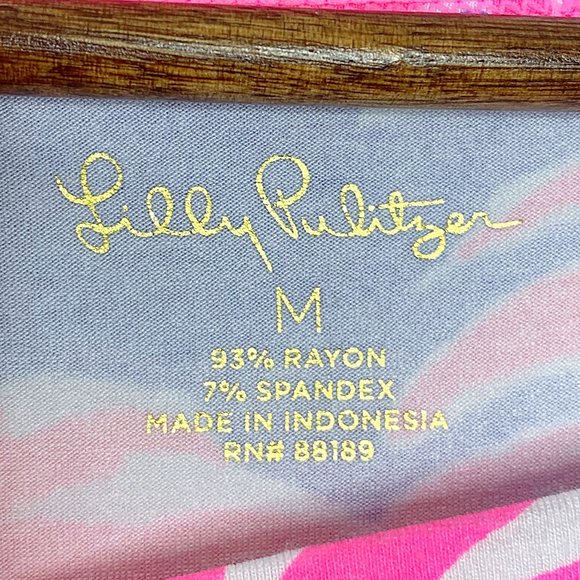 Lilly Pulitzer
M
93% RAYON
7% SPANDEX
MADE IN INDONESIA
RN# 88189